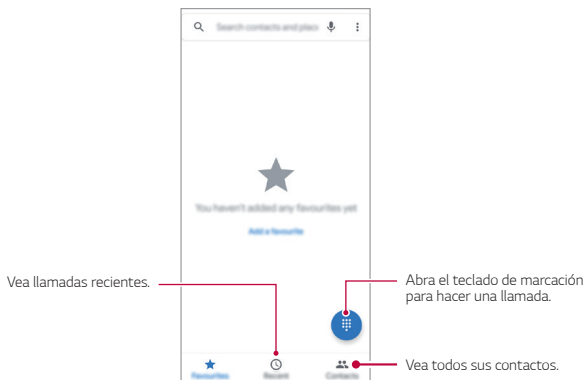 Search contacts and place
You haven't added any favourites yet
Add a favourite
Vea llamadas recientes.
Abra el teclado de marcación
para hacer una llamada.
Favourites
Recent
Contacts
Vea todos sus contactos.